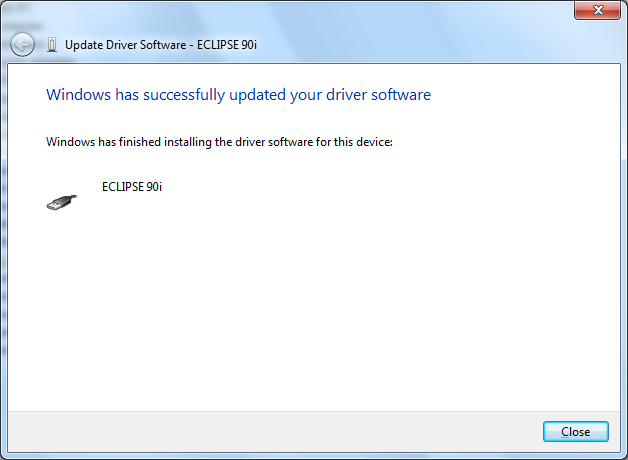 Update Driver Software - ECLIPSE 90i
Windows has successfully updated your driver software
Windows has finished installing the driver software for this device:
ECLIPSE 90i
Close